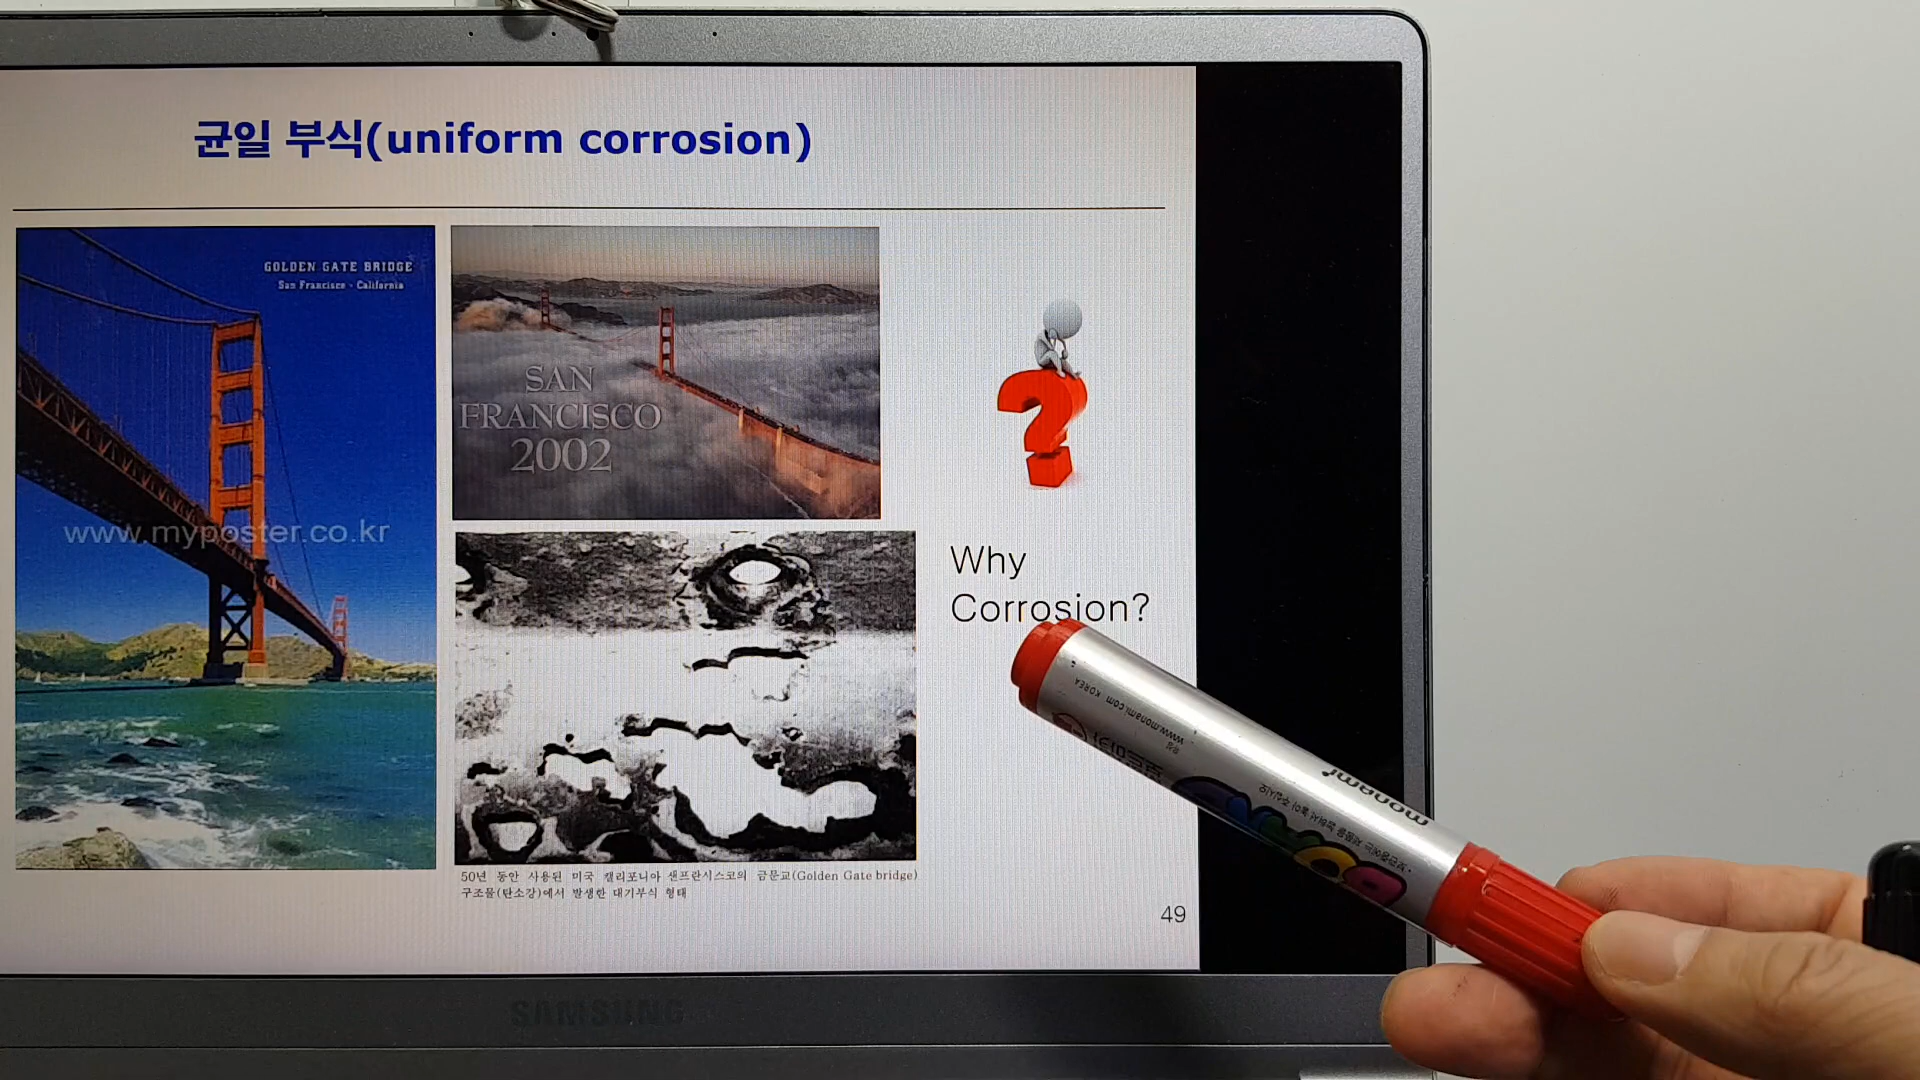 균일 부식(uniform corrosion)
GOLDEN GATE BRIDGE
San Francisco - California
www.myposter.co.kr
SAN
FRANCISCO
2002
Why
Corrosion?
50년 동안 사용된 미국 캘리포니아 샌프란시스코의 금문교(Golden Gate bridge)
구조물(탄소강)에서 발생한 대기부식 형태
49
www.monami.com KOREA
monami
SAMSUNG